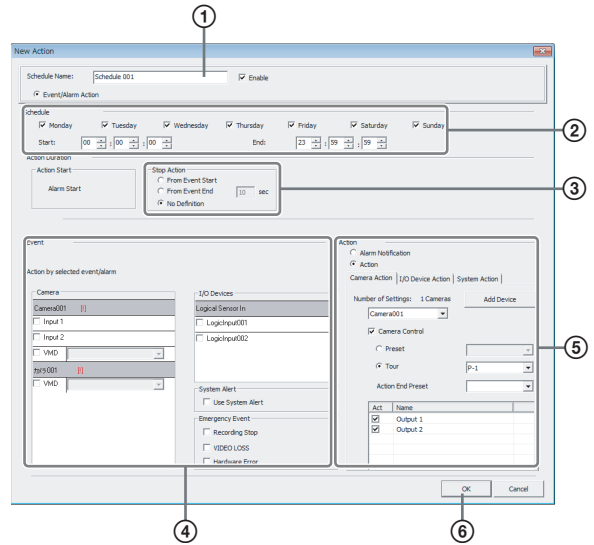 1
New Action
Schedule Name: Schedule 001 Enable
Event/Alarm Action
Schedule
Monday Tuesday Wednesday Thursday Friday Saturday Sunday
Start: 00 : 00 : 00 End: 23 : 59 : 59
2
Action Duration
Action Start
Alarm Start
Stop Action
From Event Start
From Event End 10 sec
No Definition
3
Event
Action by selected event/alarm
Camera
Camera001 [!]
Input 1
Input 2
VMD
カメラ001 [!]
VMD
I/O Devices
Logical Sensor In
LogicInput001
LogicInput002
System Alert
Use System Alert
Emergency Event
Recording Stop
VIDEO LOSS
Hardware Error
4
Action
Alarm Notification
Action
Camera Action I/O Device Action System Action
Number of Settings: 1 Cameras Add Device
Camera001
Camera Control
Preset
Tour P-1
Action End Preset
Act Name
Output 1
Output 2
5
OK Cancel
6